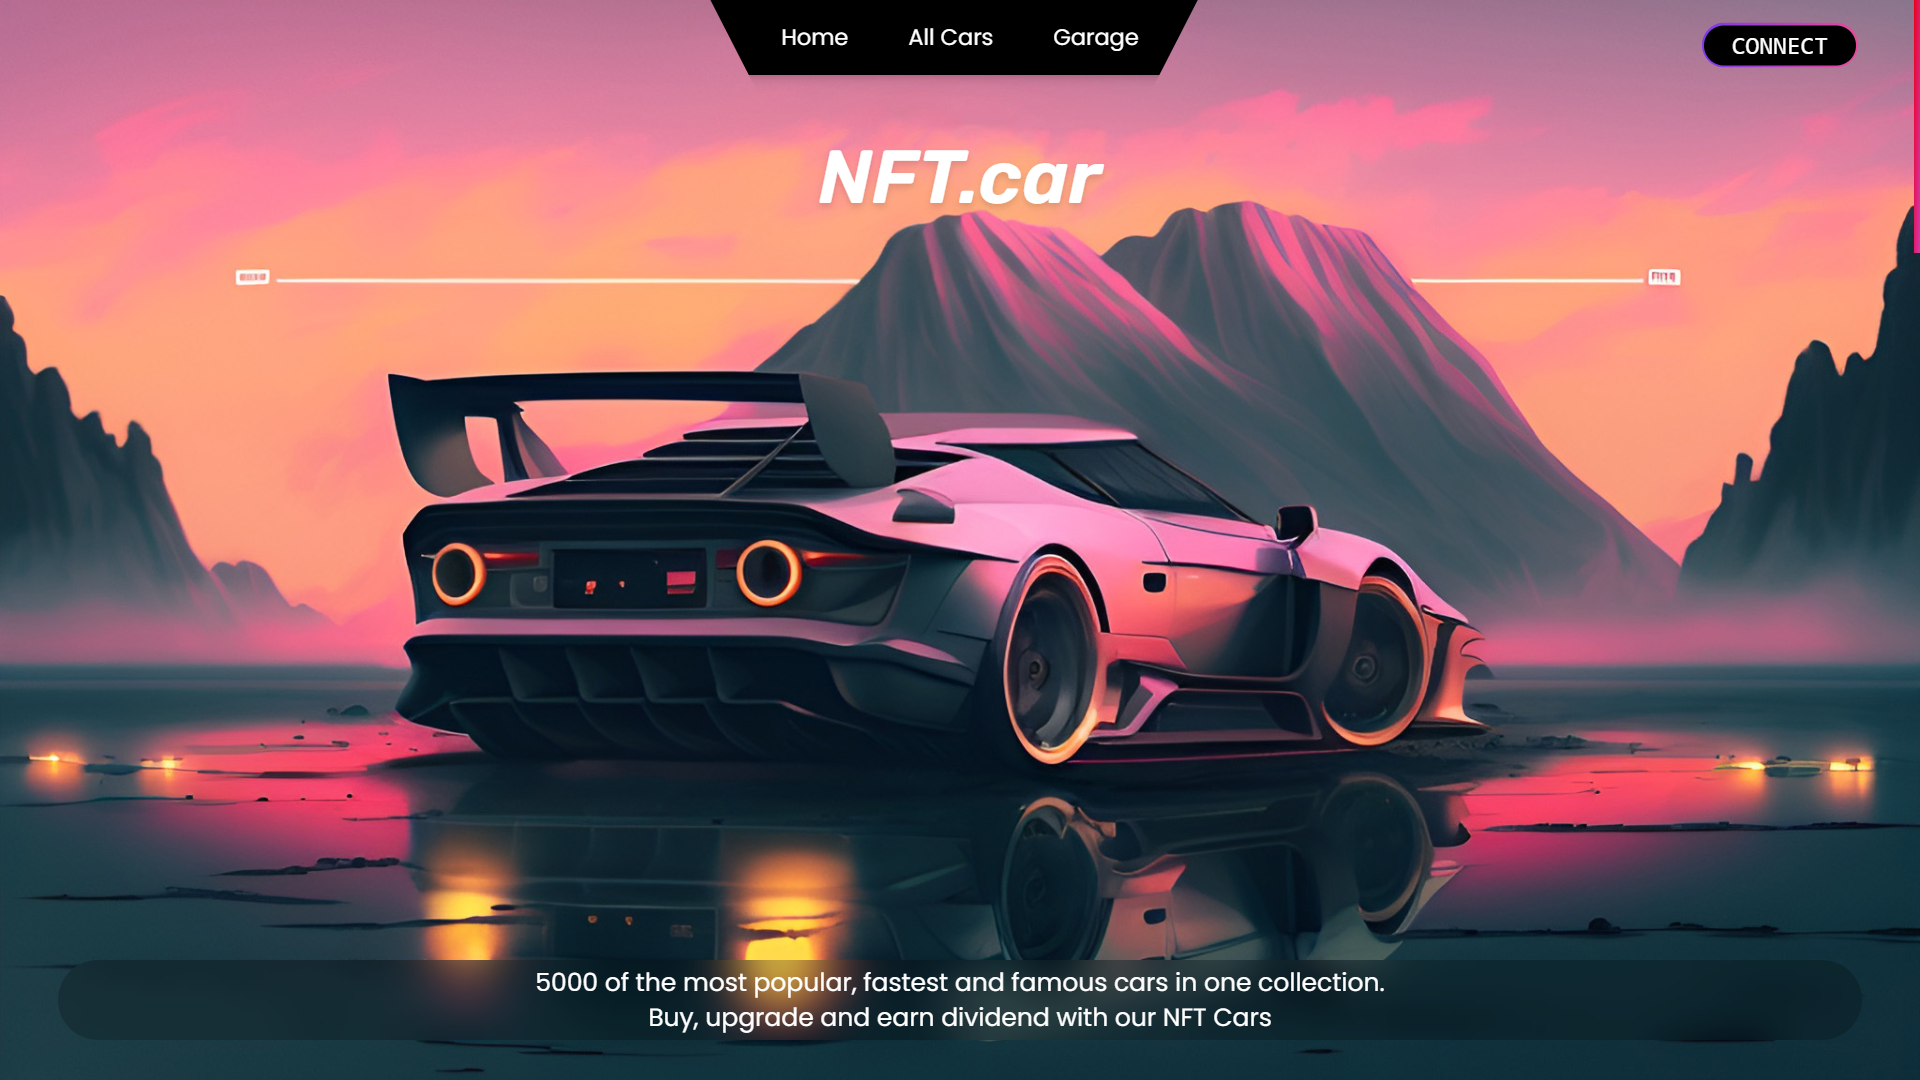 Home
All Cars
Garage
CONNECT
NFT.car
5000 of the most popular, fastest and famous cars in one collection.
Buy, upgrade and earn dividend with our NFT Cars